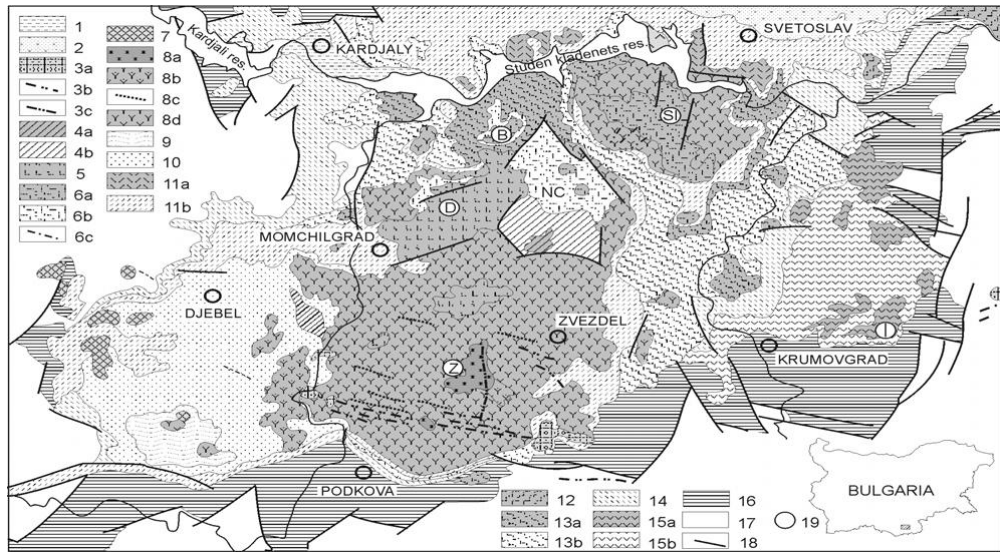 1
2
3a
3b
3c
4a
4b
5
6a
6b
6c
7
8a
8b
8c
8d
9
10
11a
11b
Kardjali res.
KARDJALY
Studen kladenets res.
SVETOSLAV
B
SI
NC
D
MOMCHILGRAD
DJEBEL
ZVEZDEL
Z
I
KRUMOVGRAD
PODKOVA
12
13a
13b
14
15a
15b
16
17
18
19
BULGARIA